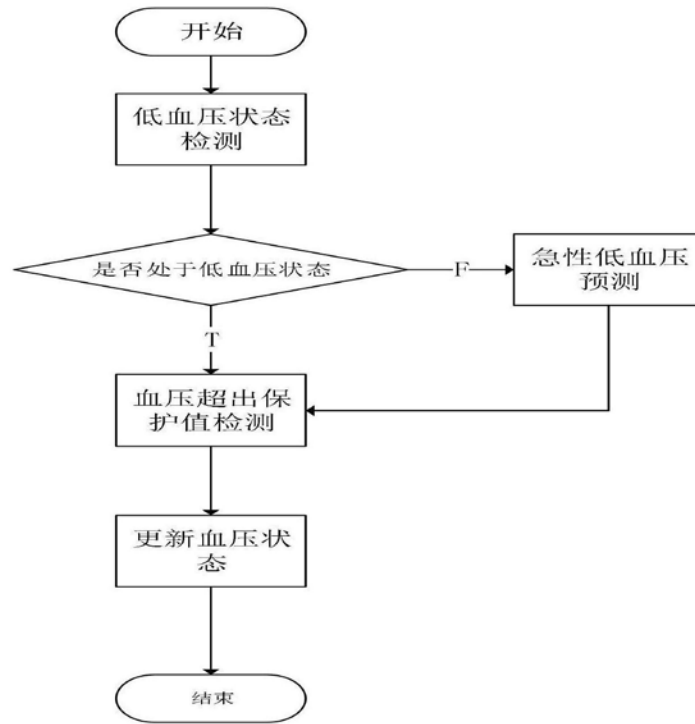 开始
低血压状态
检测
是否处于低血压状态
F
急性低血压
预测
T
血压超出保
护值检测
更新血压状
态
结束